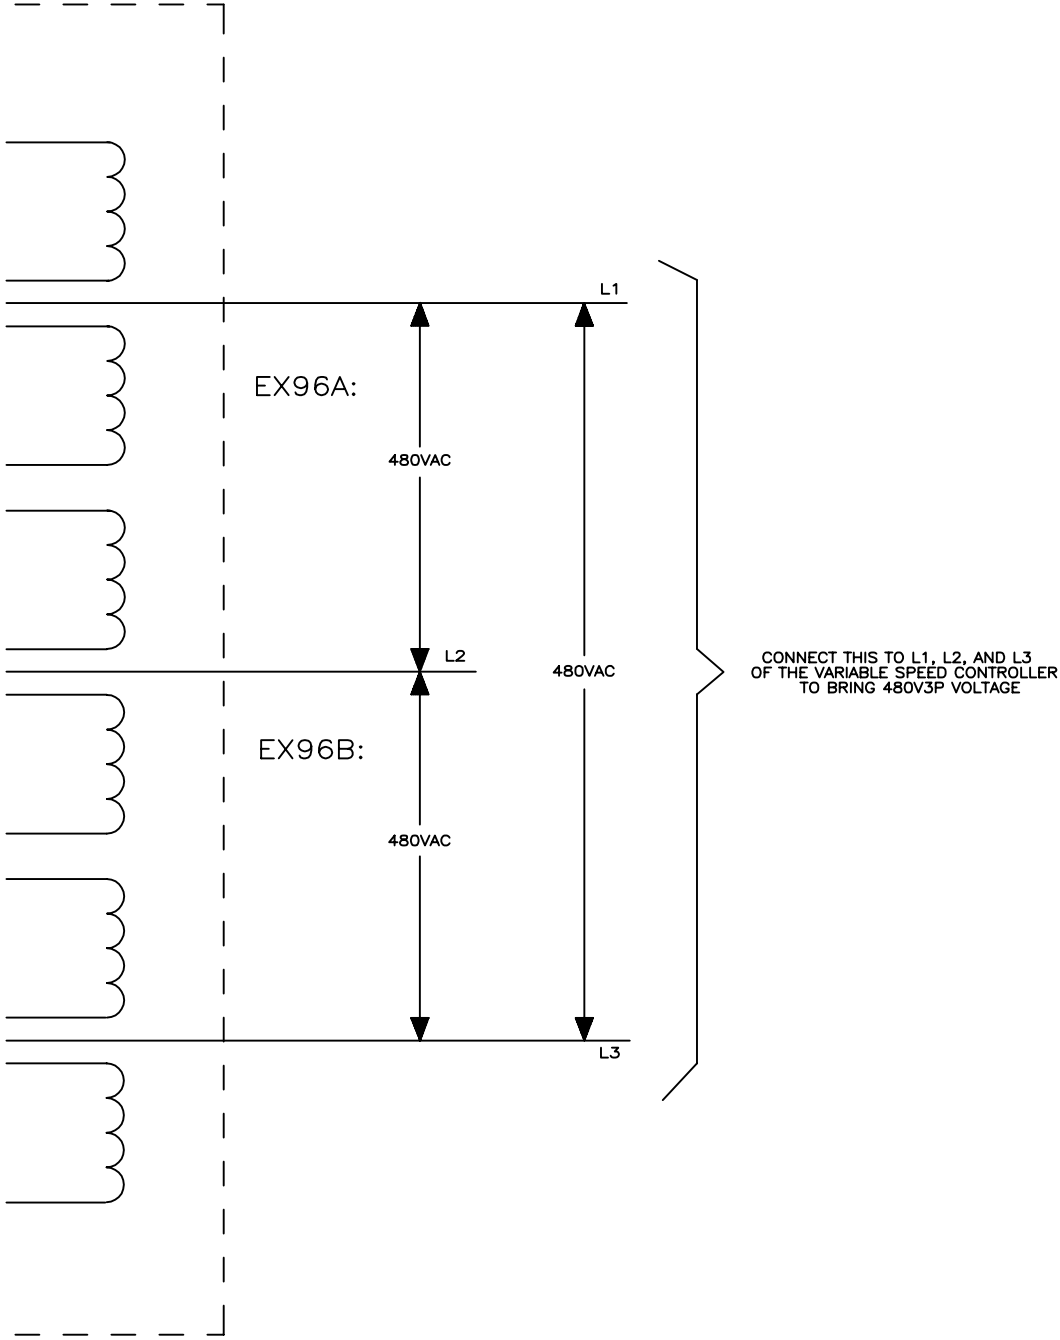 L1
EX96A:
480VAC
L2
480VAC
CONNECT THIS TO L1, L2, AND L3
OF THE VARIABLE SPEED CONTROLLER
TO BRING 480V3P VOLTAGE
EX96B:
480VAC
L3